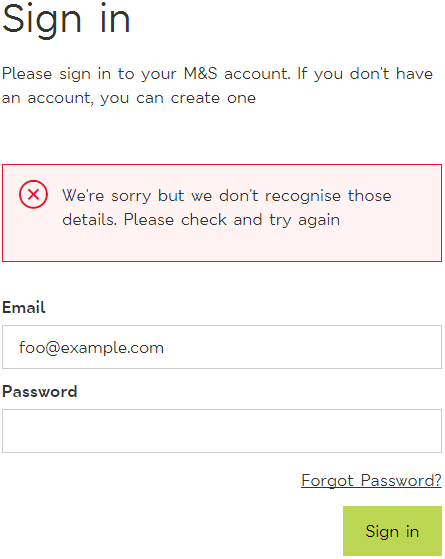 Sign in
Please sign in to your M&S account. If you don't have
an account, you can create one
We're sorry but we don't recognise those
details. Please check and try again
Email
foo@example.com
Password
Forgot Password?
Sign in